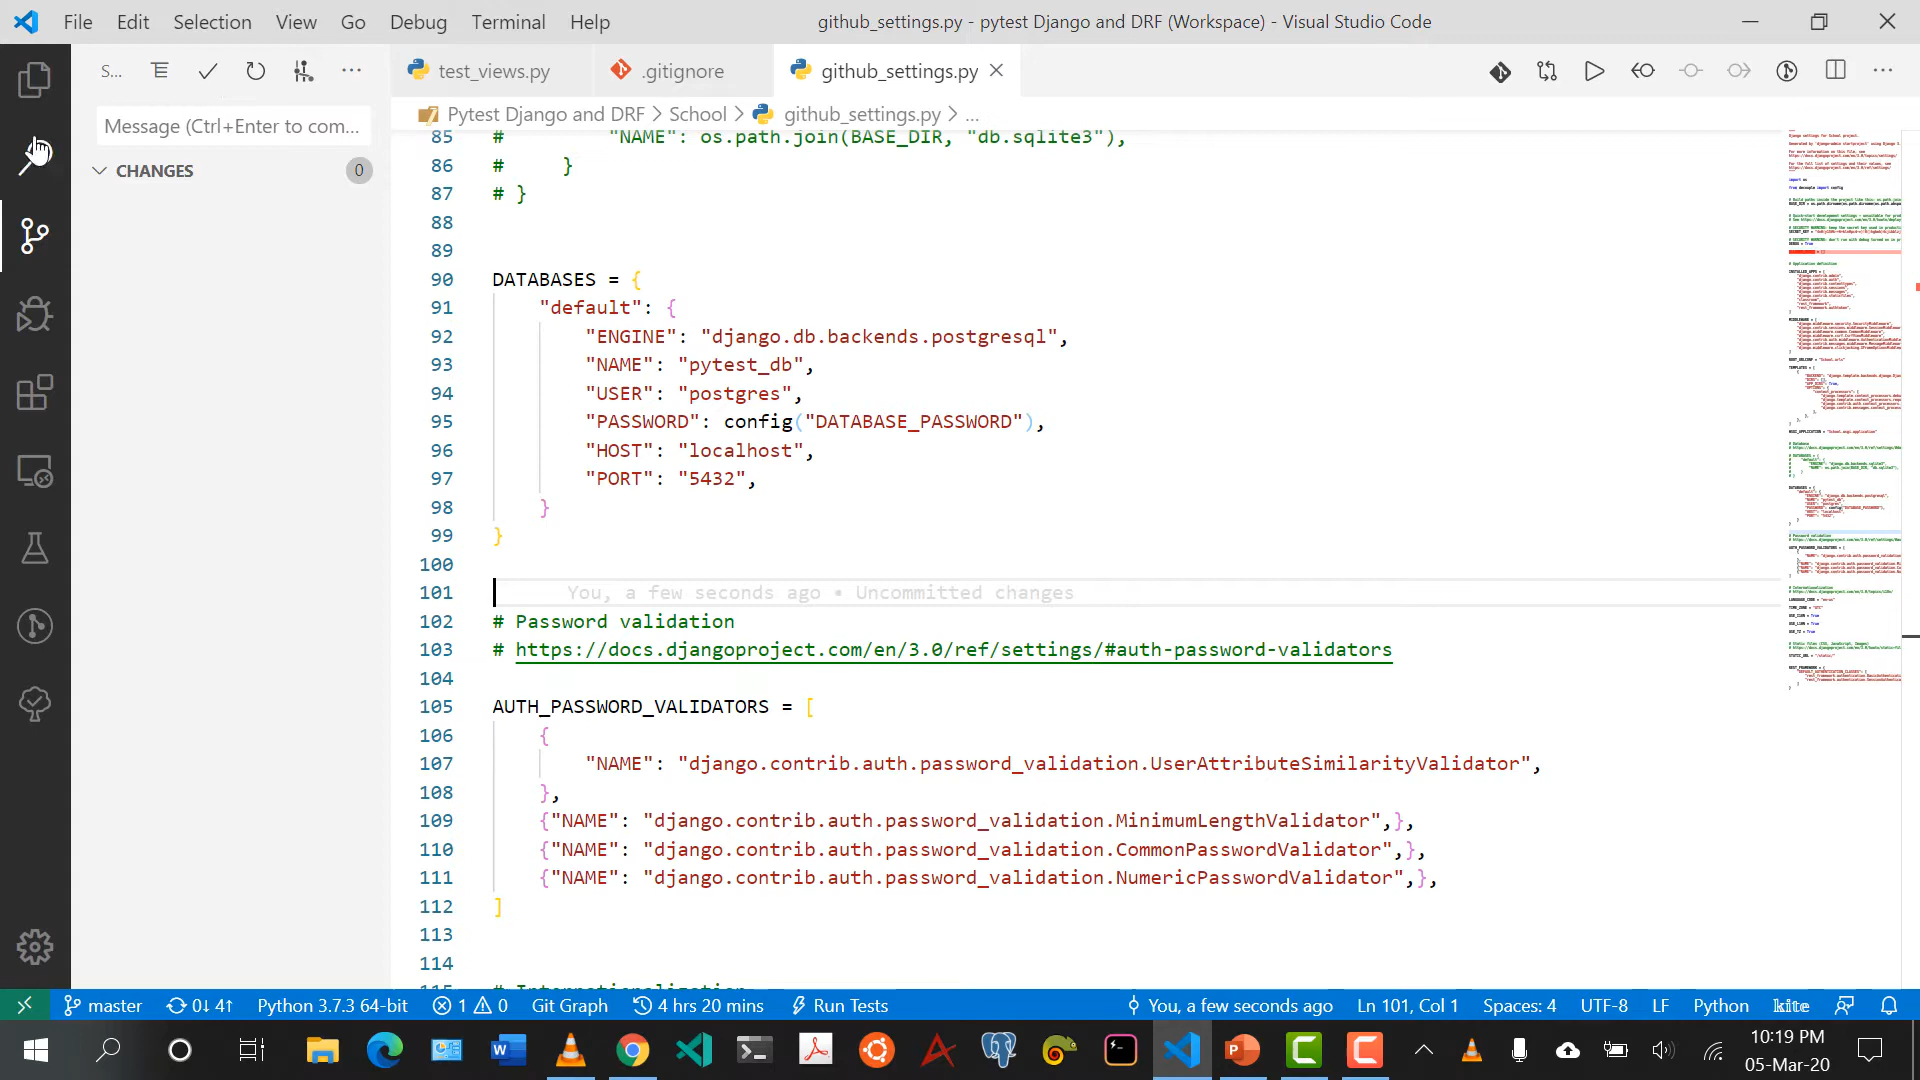 File Edit Selection View Go Debug Terminal Help
github_settings.py - pytest Django and DRF (Workspace) - Visual Studio Code
S...
test_views.py
.gitignore
github_settings.py
Message (Ctrl+Enter to com...
CHANGES
0
Pytest Django and DRF > School > github_settings.py > ...
85 # "NAME": os.path.join(BASE_DIR, "db.sqlite3"),
86 # }
87 # }
88
89
90 DATABASES = {
91 "default": {
92 "ENGINE": "django.db.backends.postgresql",
93 "NAME": "pytest_db",
94 "USER": "postgres",
95 "PASSWORD": config("DATABASE_PASSWORD"),
96 "HOST": "localhost",
97 "PORT": "5432",
98 }
99 }
100
101 You, a few seconds ago • Uncommitted changes
102 # Password validation
103 # https://docs.djangoproject.com/en/3.0/ref/settings/#auth-password-validators
104
105 AUTH_PASSWORD_VALIDATORS = [
106 {
107 "NAME": "django.contrib.auth.password_validation.UserAttributeSimilarityValidator",
108 },
109 {"NAME": "django.contrib.auth.password_validation.MinimumLengthValidator",},
110 {"NAME": "django.contrib.auth.password_validation.CommonPasswordValidator",},
111 {"NAME": "django.contrib.auth.password_validation.NumericPasswordValidator",},
112 ]
113
114
115 # Internationalization
master 0↓ 4↑ Python 3.7.3 64-bit 1 0 Git Graph 4 hrs 20 mins Run Tests
You, a few seconds ago Ln 101, Col 1 Spaces: 4 UTF-8 LF Python kite
10:19 PM
05-Mar-20